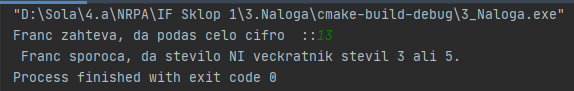 "D:\Sola\4.a\NRPA\IF Sklop 1\3.Naloga\cmake-build-debug\3_Naloga.exe"
Franc zahteva, da podas celo cifro  ::13
 Franc sporoca, da stevilo NI veckratnik stevil 3 ali 5.
Process finished with exit code 0